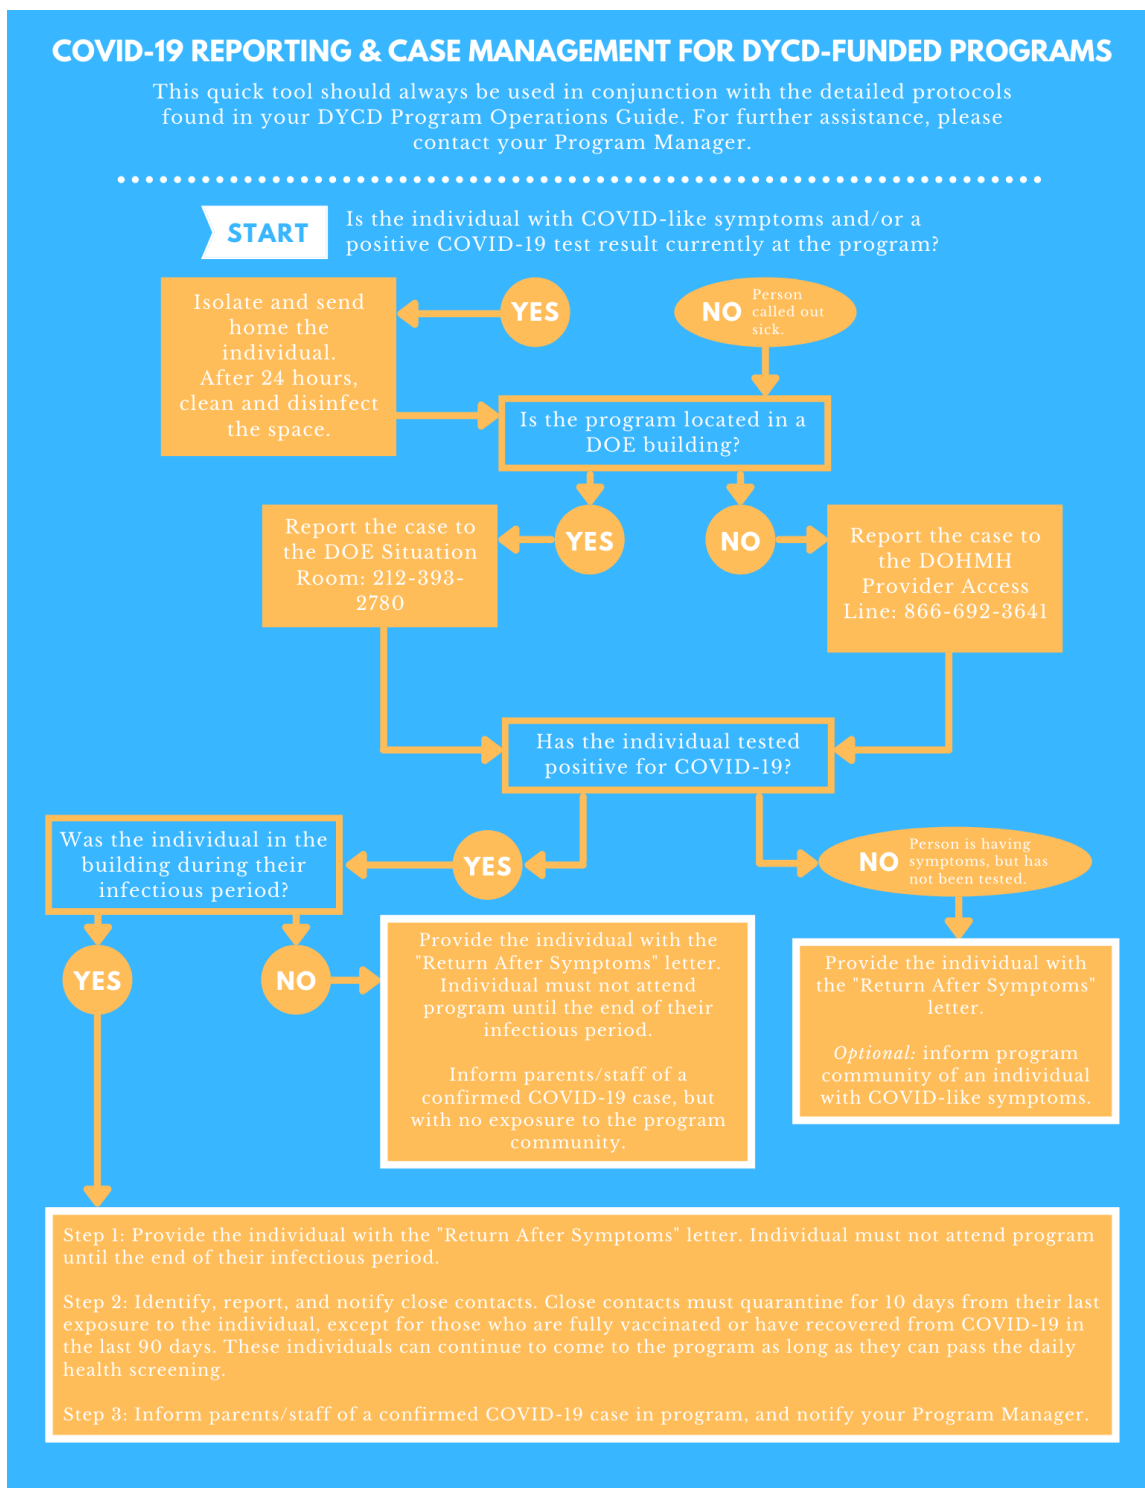 COVID-19 REPORTING & CASE MANAGEMENT FOR DYCD-FUNDED PROGRAMS
This quick tool should always be used in conjunction with the detailed protocols
found in your DYCD Program Operations Guide. For further assistance, please
contact your Program Manager.
START
Is the individual with COVID-like symptoms and/or a
positive COVID-19 test result currently at the program?
Isolate and send
home the
individual.
After 24 hours,
clean and disinfect
the space.
YES
NO
Person
called out
sick.
Is the program located in a
DOE building?
Report the case to
the DOE Situation
Room: 212-393-
2780
YES
NO
Report the case to
the DOHMH
Provider Access
Line: 866-692-3641
Has the individual tested
positive for COVID-19?
Was the individual in the
building during their
infectious period?
YES
NO
Person is having
symptoms, but has
not been tested.
YES
NO
Provide the individual with the
"Return After Symptoms" letter.
Individual must not attend
program until the end of their
infectious period.
Inform parents/staff of a
confirmed COVID-19 case, but
with no exposure to the program
community.
Provide the individual with
the "Return After Symptoms"
letter.
Optional: inform program
community of an individual
with COVID-like symptoms.
Step 1: Provide the individual with the "Return After Symptoms" letter. Individual must not attend program
until the end of their infectious period.
Step 2: Identify, report, and notify close contacts. Close contacts must quarantine for 10 days from their last
exposure to the individual, except for those who are fully vaccinated or have recovered from COVID-19 in
the last 90 days. These individuals can continue to come to the program as long as they can pass the daily
health screening.
Step 3: Inform parents/staff of a confirmed COVID-19 case in program, and notify your Program Manager.